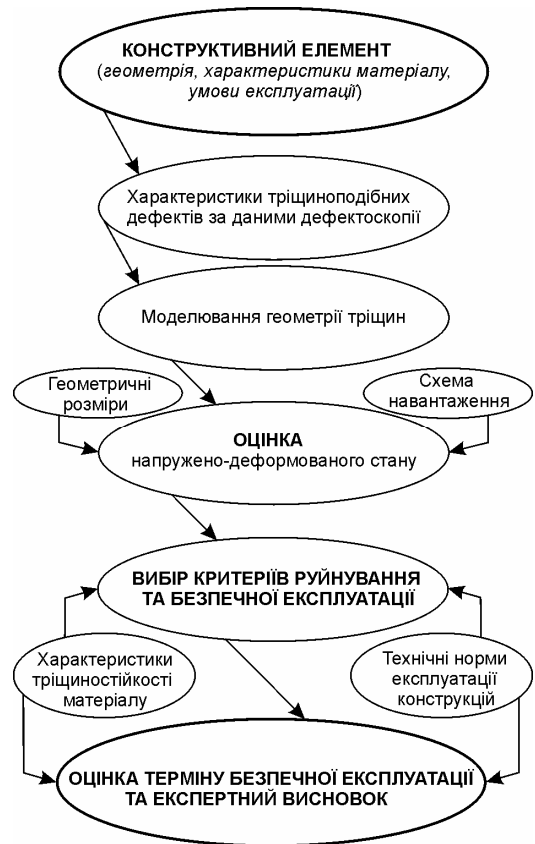 КОНСТРУКТИВНИЙ ЕЛЕМЕНТ
(геометрія, характеристики матеріалу,
умови експлуатації)
Характеристики тріщиноподібних
дефектів за даними дефектоскопії
Моделювання геометрії тріщин
Геометричні
розміри
Схема
навантаження
ОЦІНКА
напружено-деформованого стану
ВИБІР КРИТЕРІЇВ РУЙНУВАННЯ
ТА БЕЗПЕЧНОЇ ЕКСПЛУАТАЦІЇ
Характеристики
тріщиностійкості
матеріалу
Технічні норми
експлуатації
конструкцій
ОЦІНКА ТЕРМІНУ БЕЗПЕЧНОЇ ЕКСПЛУАТАЦІЇ
ТА ЕКСПЕРТНИЙ ВИСНОВОК